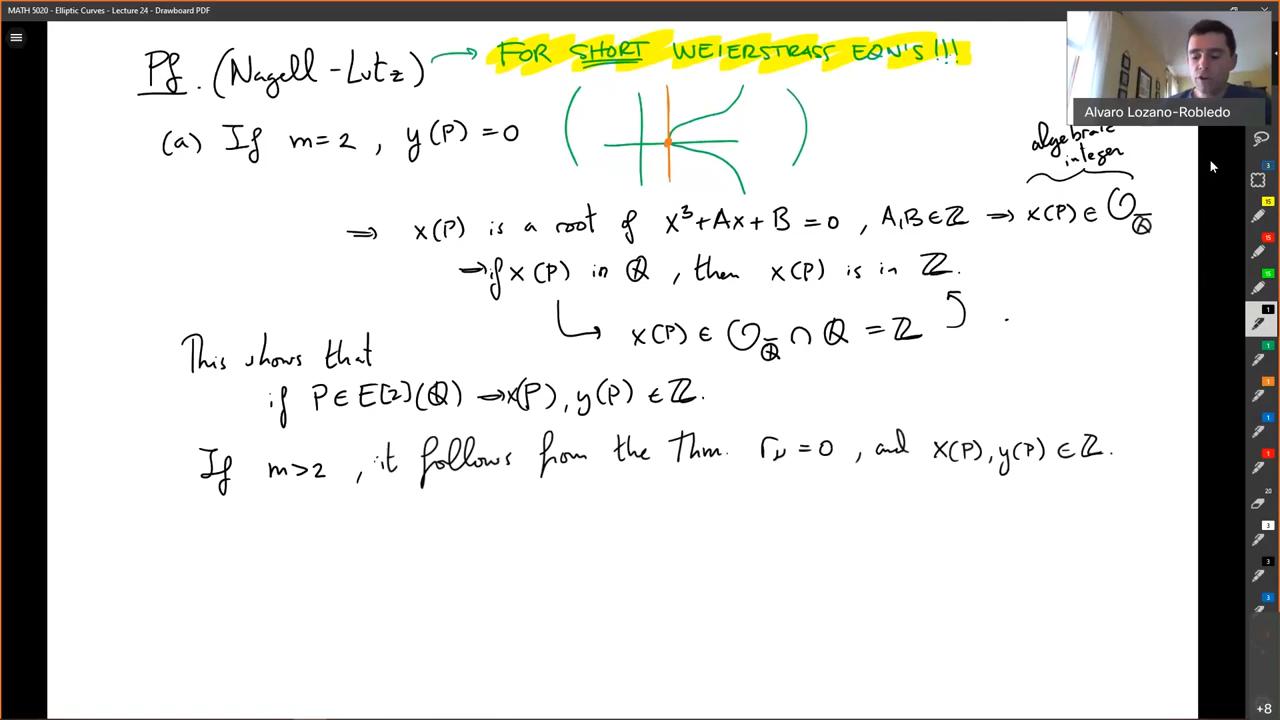 MATH 5020 - Elliptic Curves - Lecture 24 - Drawboard PDF
Pf. (Nagell-Lutz) → FOR SHORT WEIERSTRASS EQN'S!!!
Alvaro Lozano-Robledo
(a) If m=2, y(P)=0
algebraic
integer
⇒ x(P) is a root of x³+Ax+B=0, A,B∈ℤ ⇒ x(P)∈𝒪_ℚ̄
⇒ if x(P) in ℚ, then x(P) is in ℤ.
↳ x(P) ∈ 𝒪_ℚ̄ ∩ ℚ = ℤ
This shows that
if P∈E[2](ℚ) ⇒ x(P), y(P) ∈ℤ.
If m>2, it follows from the Thm. r_ν = 0, and x(P), y(P) ∈ℤ.
+8